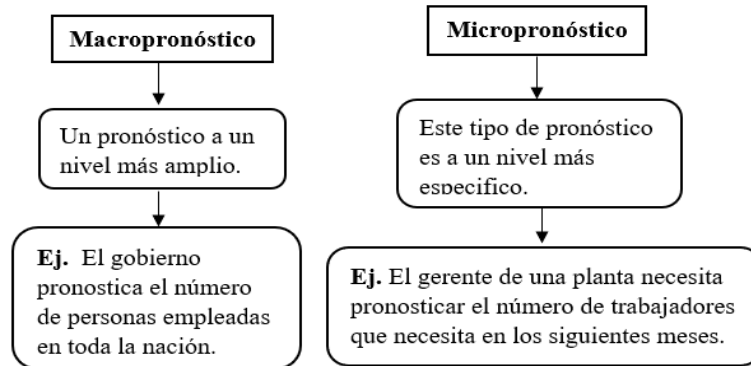 Macropronóstico
Un pronóstico a un
nivel más amplio.
Ej. El gobierno
pronostica el número
de personas empleadas
en toda la nación.
Micropronóstico
Este tipo de pronóstico
es a un nivel más
especifico.
Ej. El gerente de una planta necesita
pronosticar el número de trabajadores
que necesita en los siguientes meses.